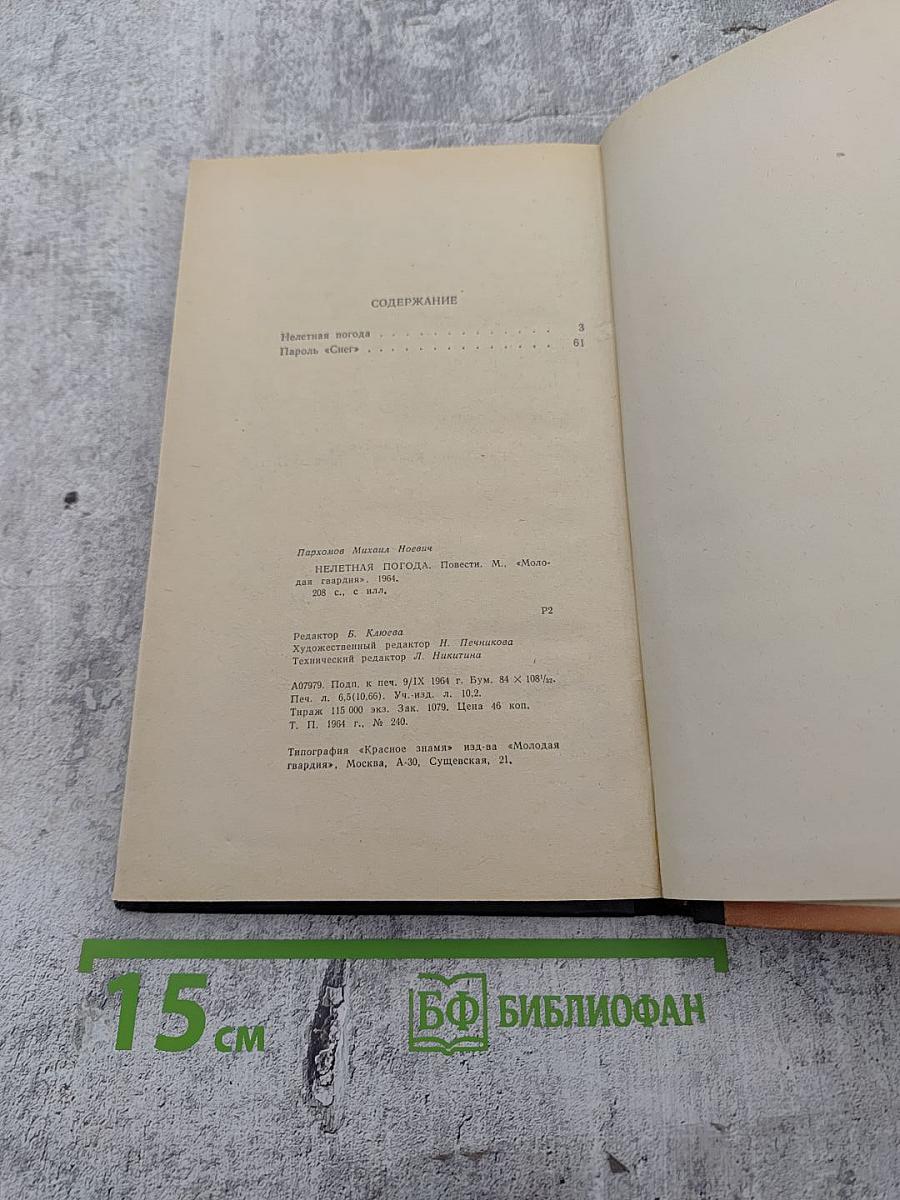 СОДЕРЖАНИЕ
Нелетная погода . . . . . . . . . . . . . . 3
Пароль «Снег» . . . . . . . . . . . . . . . 61
Пархомов Михаил Ноевич
НЕЛЕТНАЯ ПОГОДА. Повести. М., «Моло-
дая гвардия», 1964.
208 с., с илл.
Р2
Редактор Б. Клюева
Художественный редактор Н. Печникова
Технический редактор Л. Никитина
А07979. Подп. к печ. 9/IX 1964 г. Бум. 84 × 108¹/₃₂.
Печ. л. 6,5(10,66). Уч.-изд. л. 10,2.
Тираж 115 000 экз. Зак. 1079. Цена 46 коп.
Т. П. 1964 г., № 240.
Типография «Красное знамя» изд-ва «Молодая
гвардия», Москва, А-30, Сущевская, 21.
15 см
БФ БИБЛИОФАН